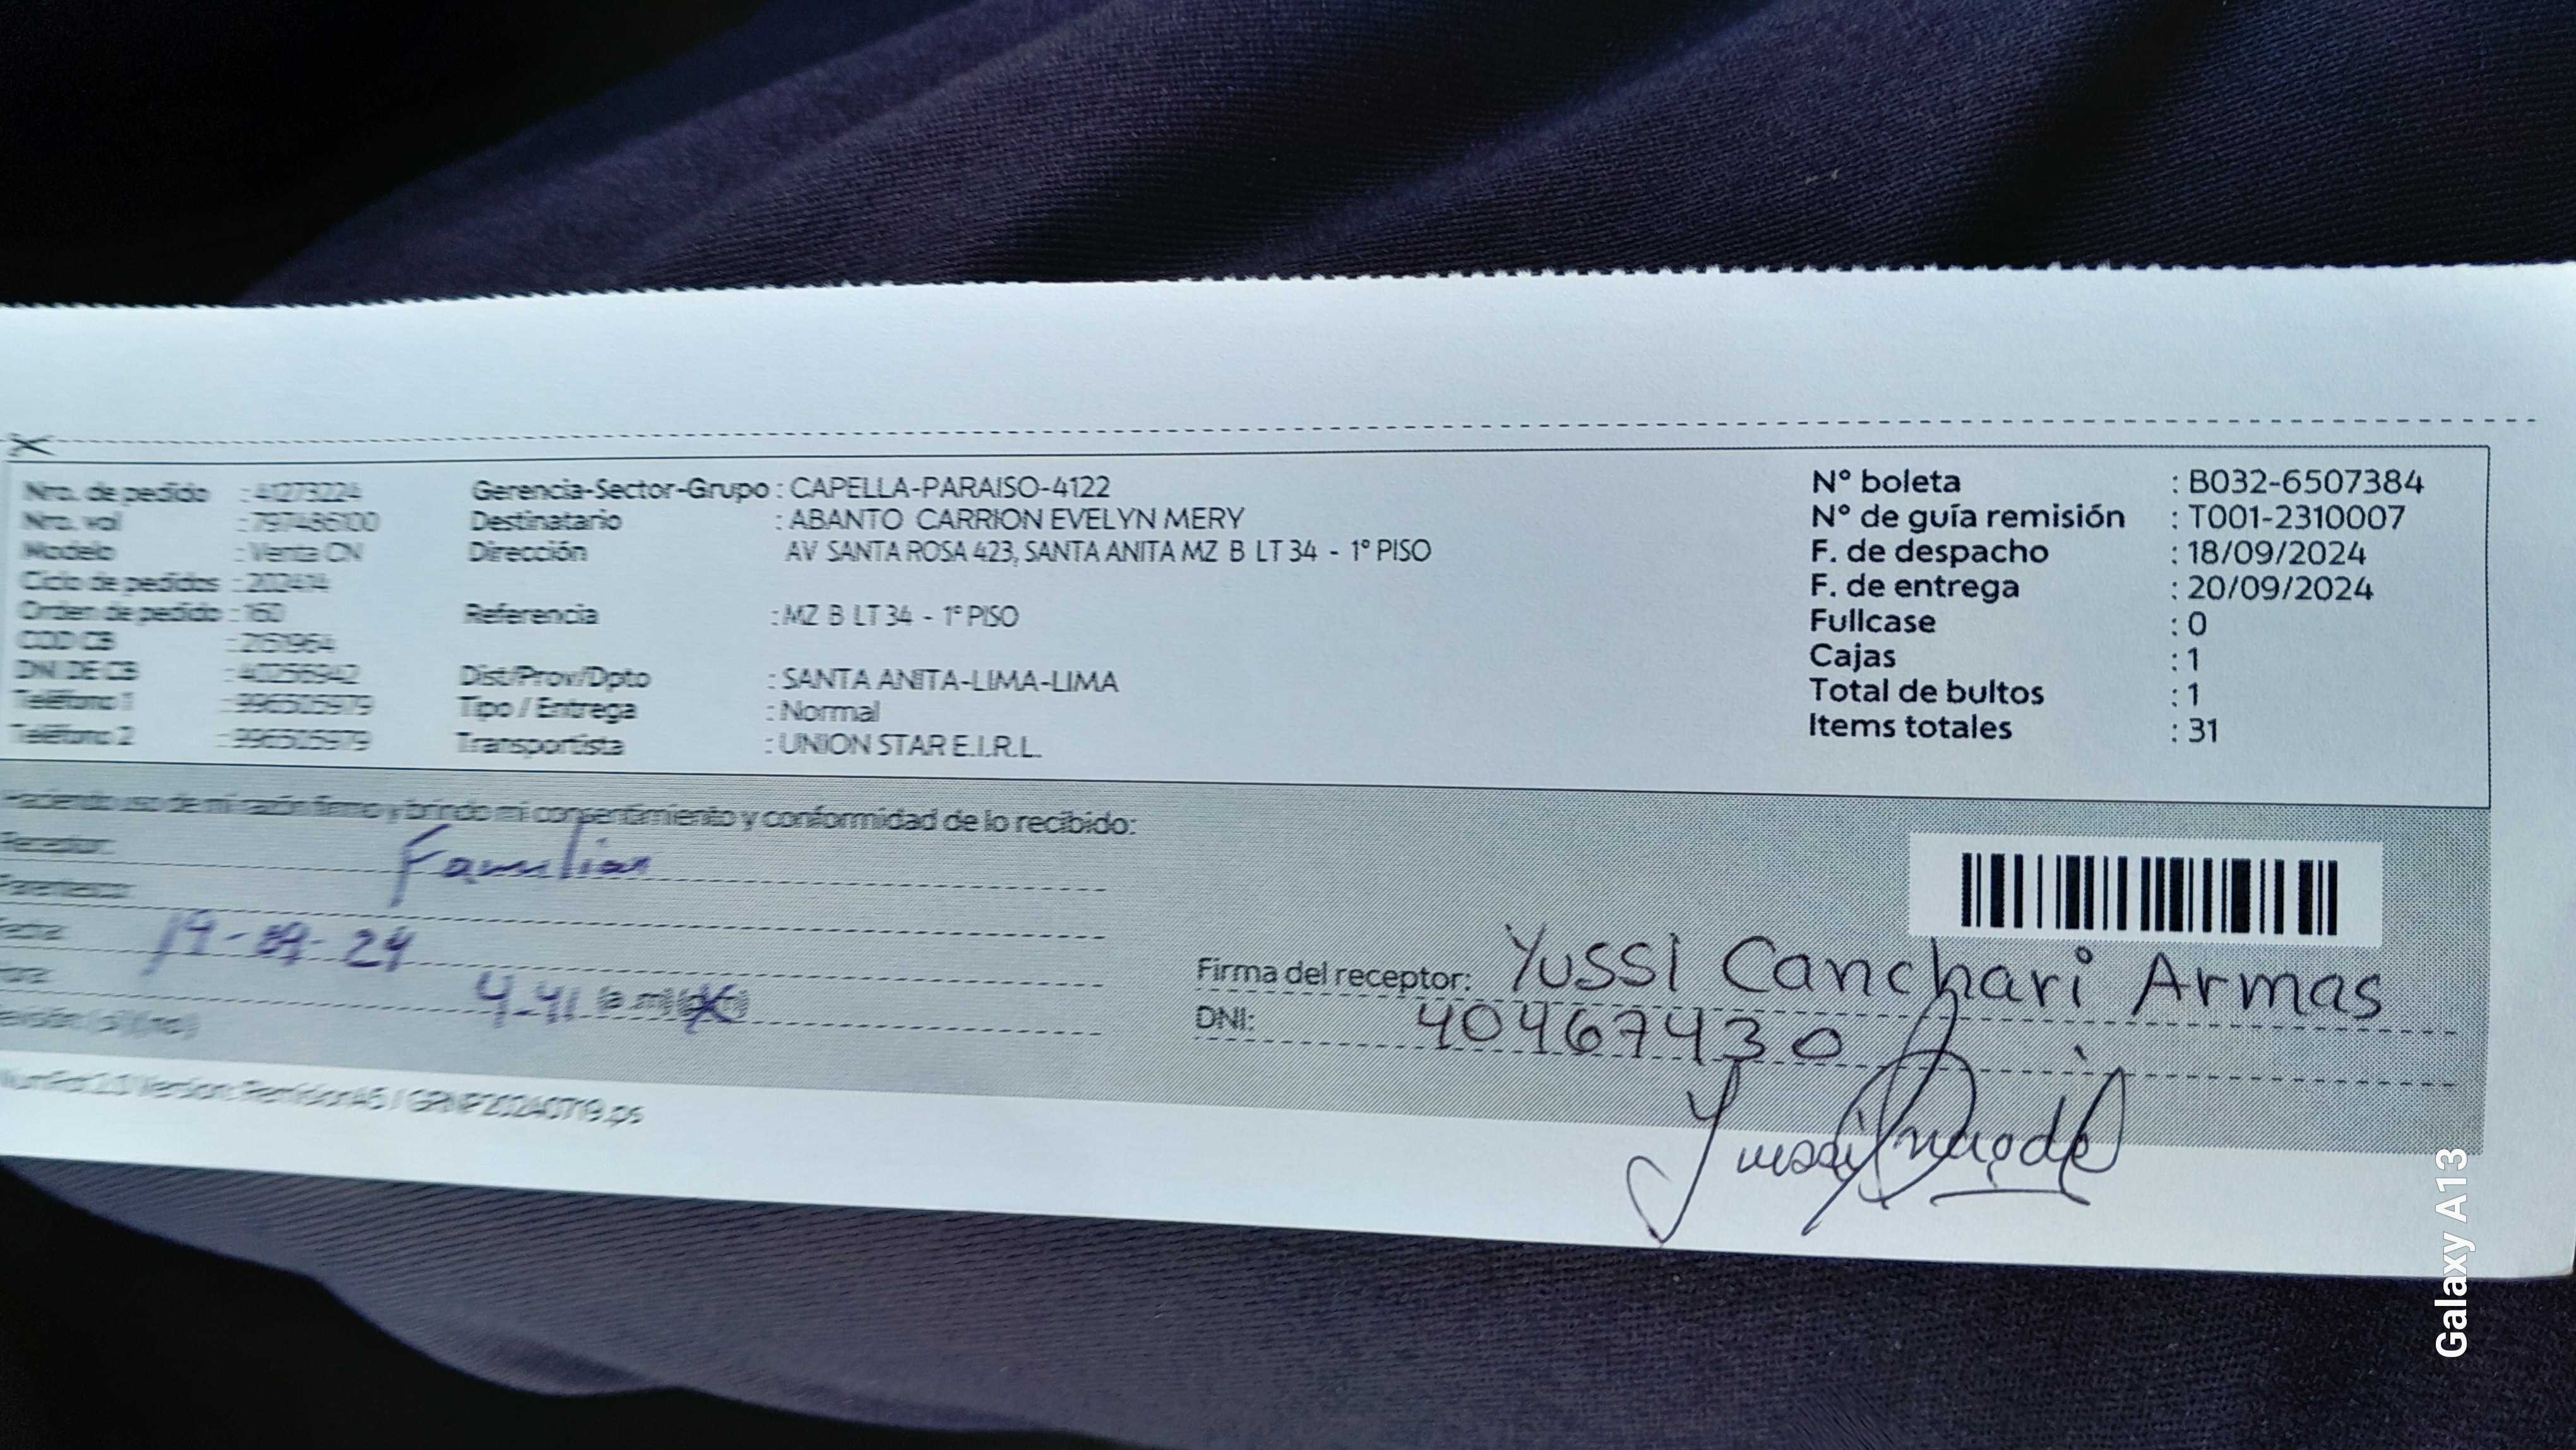 Nro. de pedido : 41273224
Nro. vol : 797486100
Modelo : Venta CN
Ciclo de pedidos : 202414
Orden de pedido : 160
COD CB : 2151964
DNI DE CB : 40256942
Teléfono 1 : 996505979
Teléfono 2 : 996505979
Gerencia-Sector-Grupo : CAPELLA-PARAISO-4122
Destinatario : ABANTO CARRION EVELYN MERY
Dirección AV SANTA ROSA 423, SANTA ANITA MZ B LT 34 - 1° PISO
Referencia : MZ B LT 34 - 1° PISO
Dist/Prov/Dpto : SANTA ANITA-LIMA-LIMA
Tipo / Entrega : Normal
Transportista : UNION STAR E.I.R.L.
N° boleta : B032-6507384
N° de guía remisión : T001-2310007
F. de despacho : 18/09/2024
F. de entrega : 20/09/2024
Fullcase : 0
Cajas : 1
Total de bultos : 1
Items totales : 31
Haciendo uso de mi razón firmo y brindo mi consentimiento y conformidad de lo recibido:
Receptor:
Familiar
Parentesco:
Fecha: 19-09-24
Hora: 4-41 (a.m)
Firma del receptor: Yussi Canchari Armas
DNI: 40467430
Galaxy A13